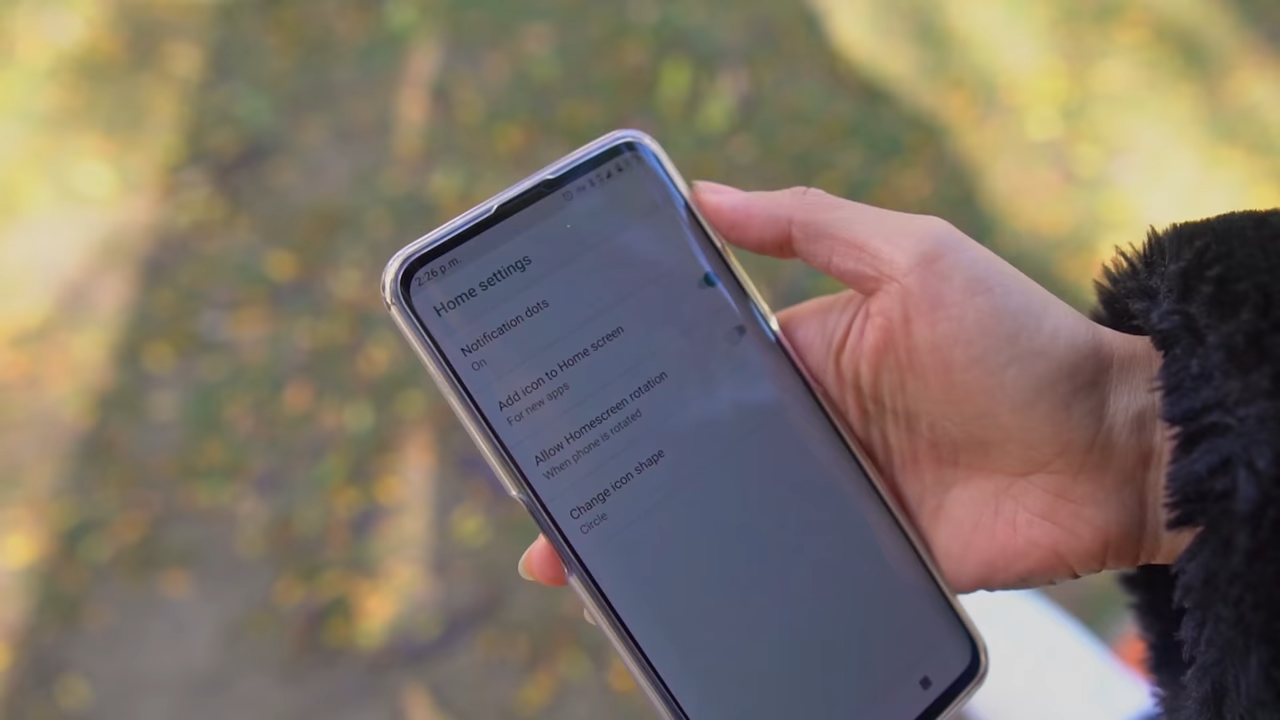 2:26 p.m.
Home settings
Notification dots
On
Add icon to Home screen
For new apps
Allow Homescreen rotation
When phone is rotated
Change icon shape
Circle